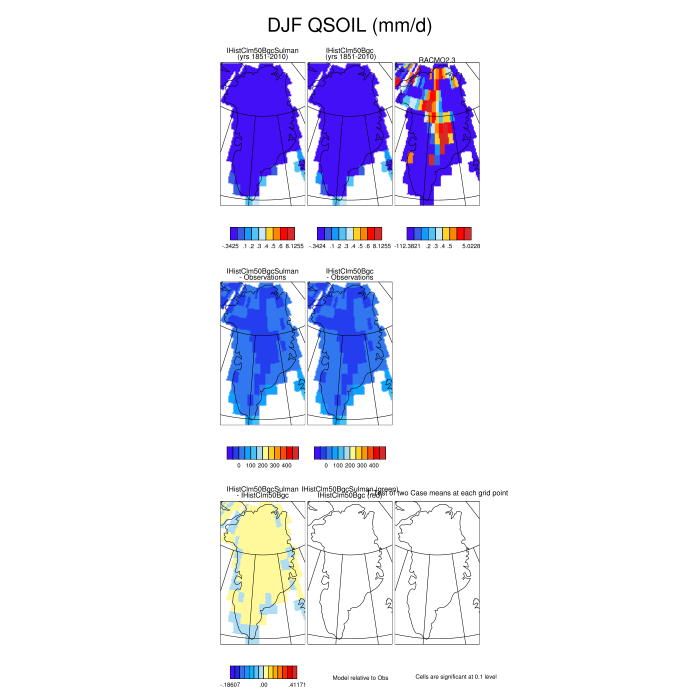 DJF QSOIL (mm/d)
IHistClm50BgcSulman
(yrs 1851-2010)
IHistClm50Bgc
(yrs 1851-2010)
RACMO2.3
-.3425 .1 .2 .3 .4 .5 .6 8.1255
-.3424 .1 .2 .3 .4 .5 .6 8.1255
-112.3821 .2 .3 .4 .5 5.0228
IHistClm50BgcSulman
- Observations
IHistClm50Bgc
- Observations
0 100 200 300 400
0 100 200 300 400
IHistClm50BgcSulman
- IHistClm50Bgc
IHistClm50BgcSulman (green)
IHistClm50Bgc (red)
T-Test of two Case means at each grid point
-.18607 .00 .41171
Model relative to Obs
Cells are significant at 0.1 level